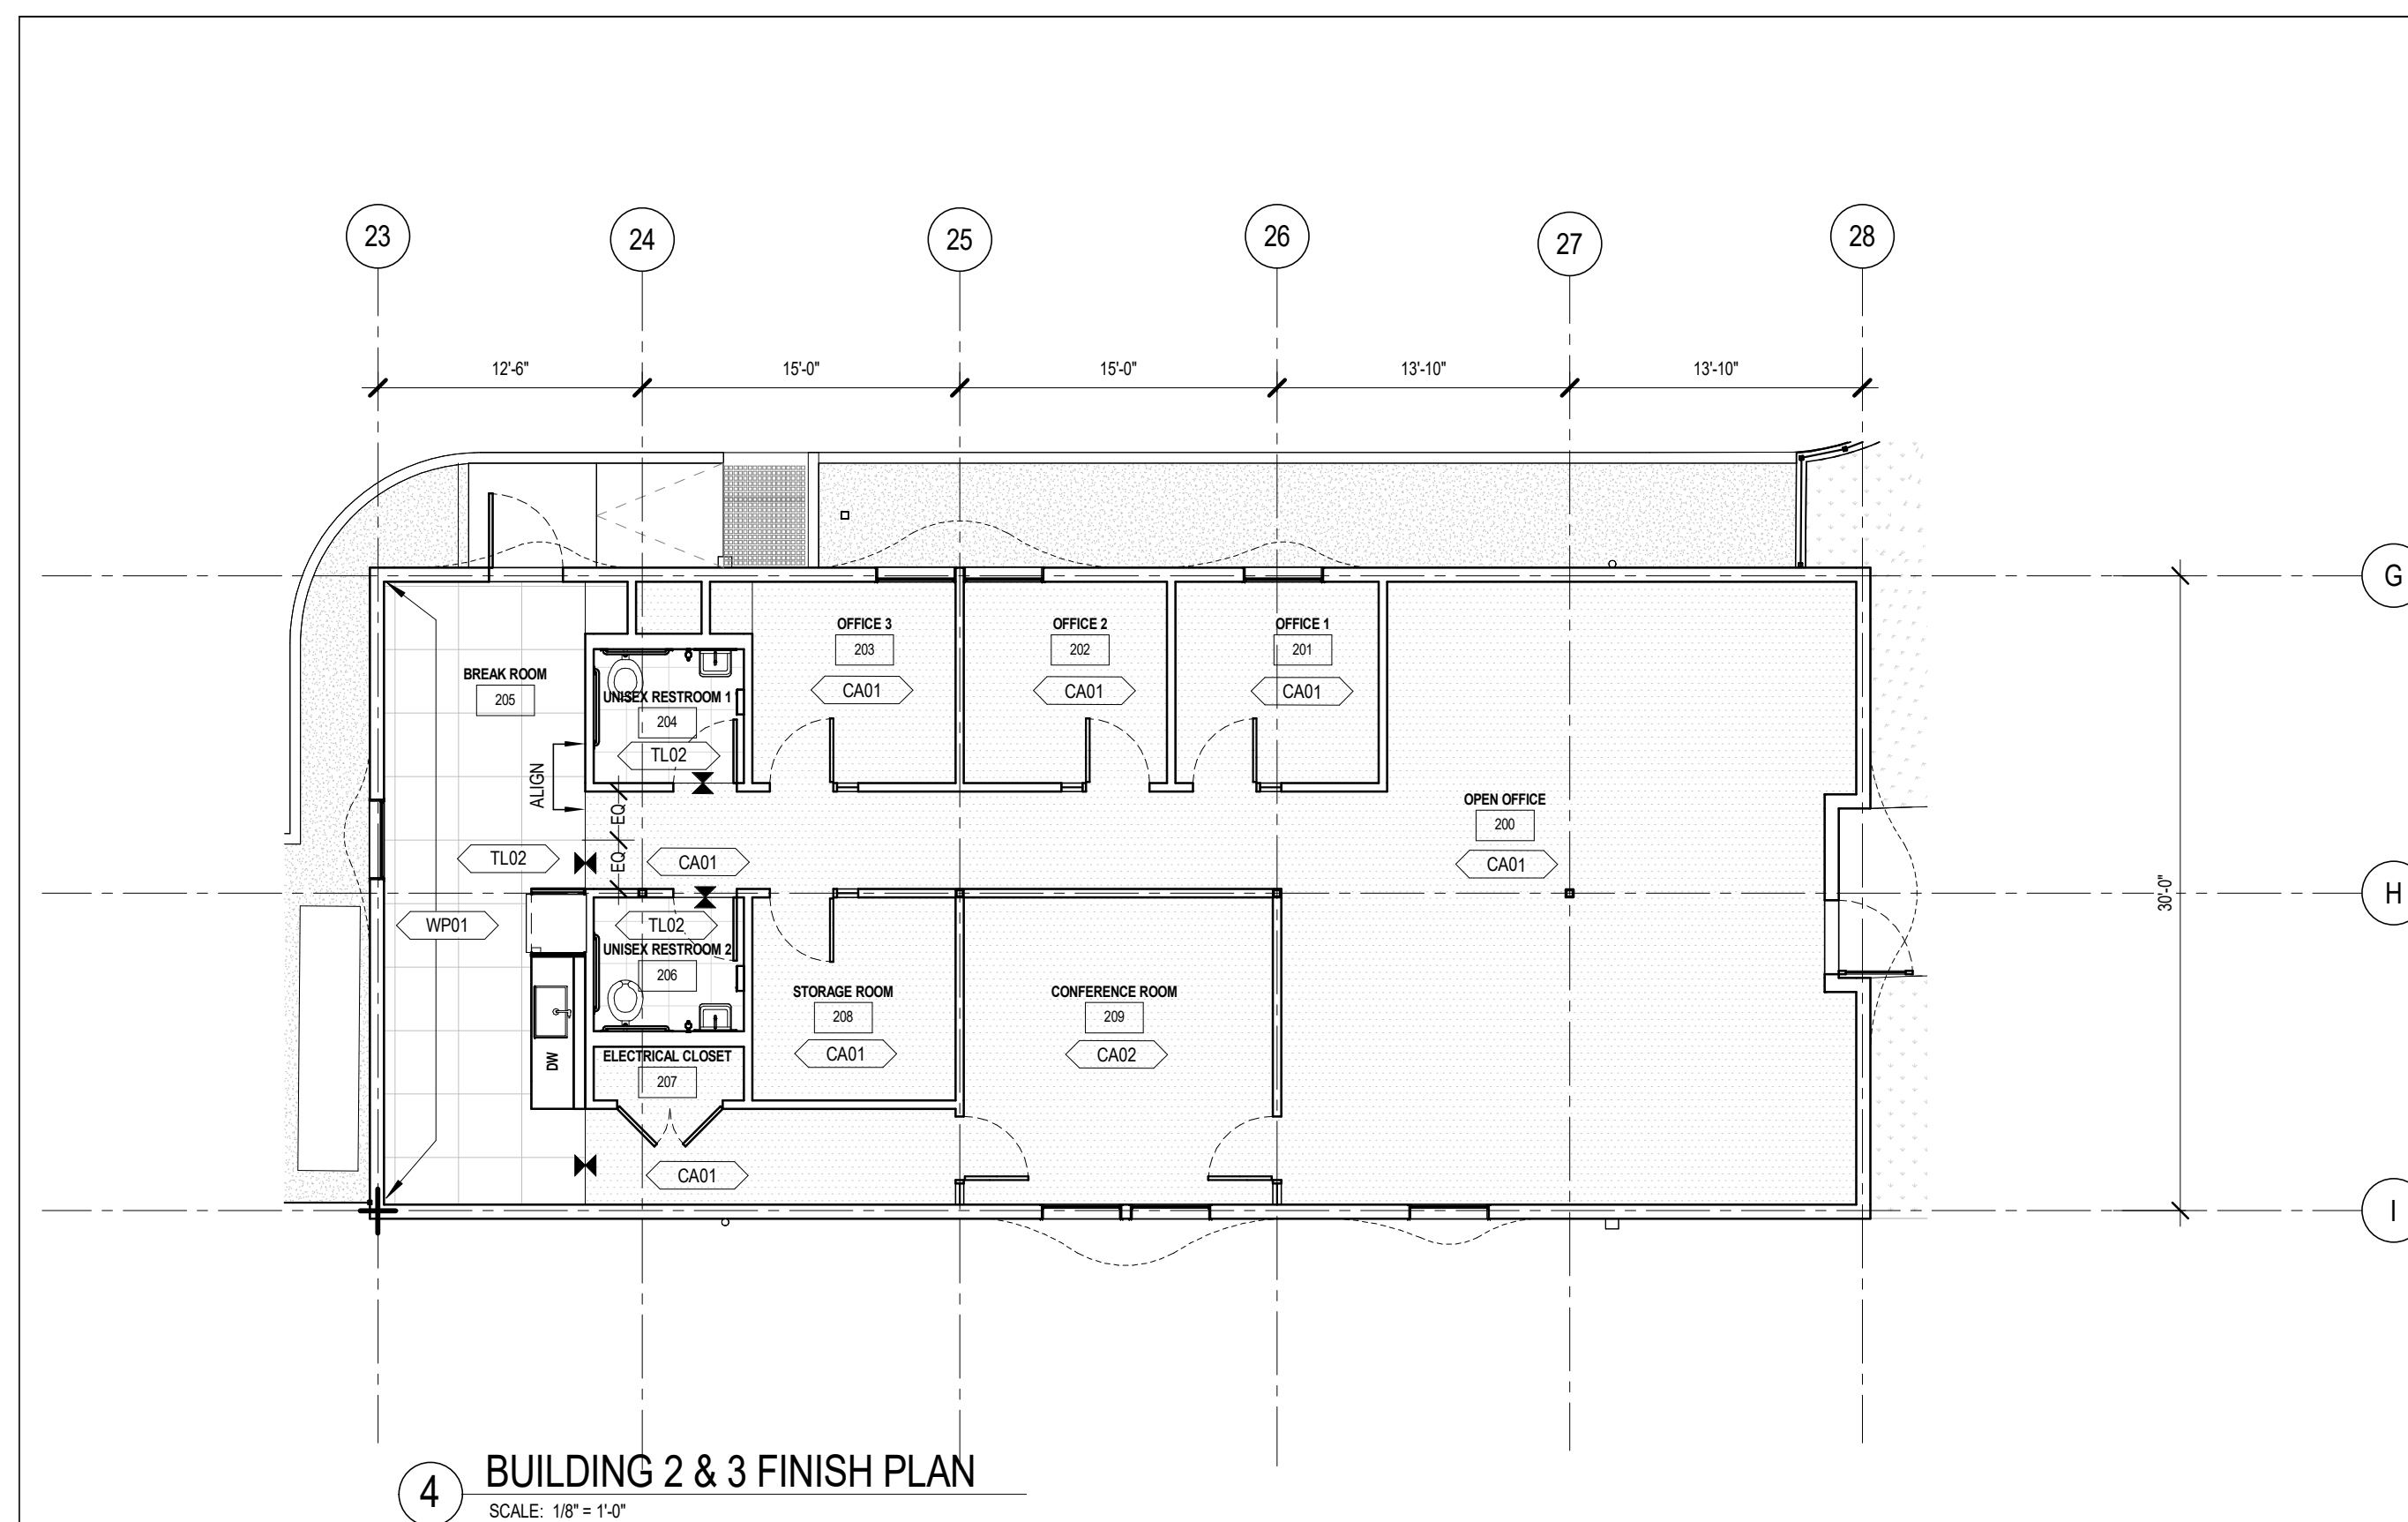 23
24
25
26
27
28
12'-6"
15'-0"
15'-0"
13'-10"
13'-10"
G
OFFICE 3
203
CA01
OFFICE 2
202
CA01
OFFICE 1
201
CA01
BREAK ROOM
205
UNISEX RESTROOM 1
204
TL02
ALIGN
EQ
EQ
OPEN OFFICE
200
CA01
TL02
CA01
H
30'-0"
WP01
TL02
UNISEX RESTROOM 2
206
STORAGE ROOM
208
CA01
CONFERENCE ROOM
209
CA02
DW
ELECTRICAL CLOSET
207
CA01
I
4
BUILDING 2 & 3 FINISH PLAN
SCALE: 1/8" = 1'-0"